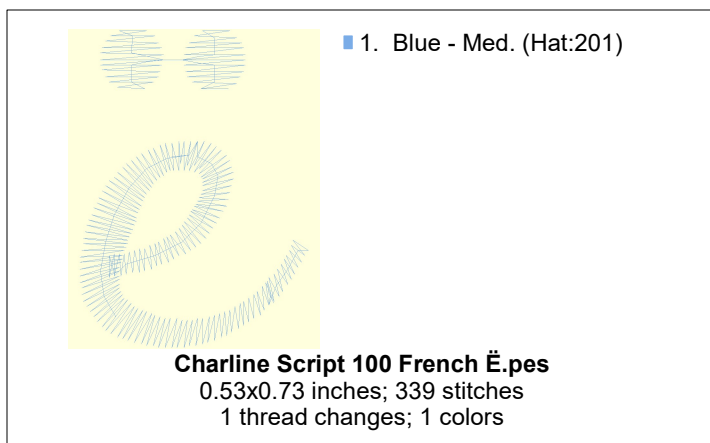 ë
1. Blue - Med. (Hat:201)
Charline Script 100 French Ë.pes
0.53x0.73 inches; 339 stitches
1 thread changes; 1 colors